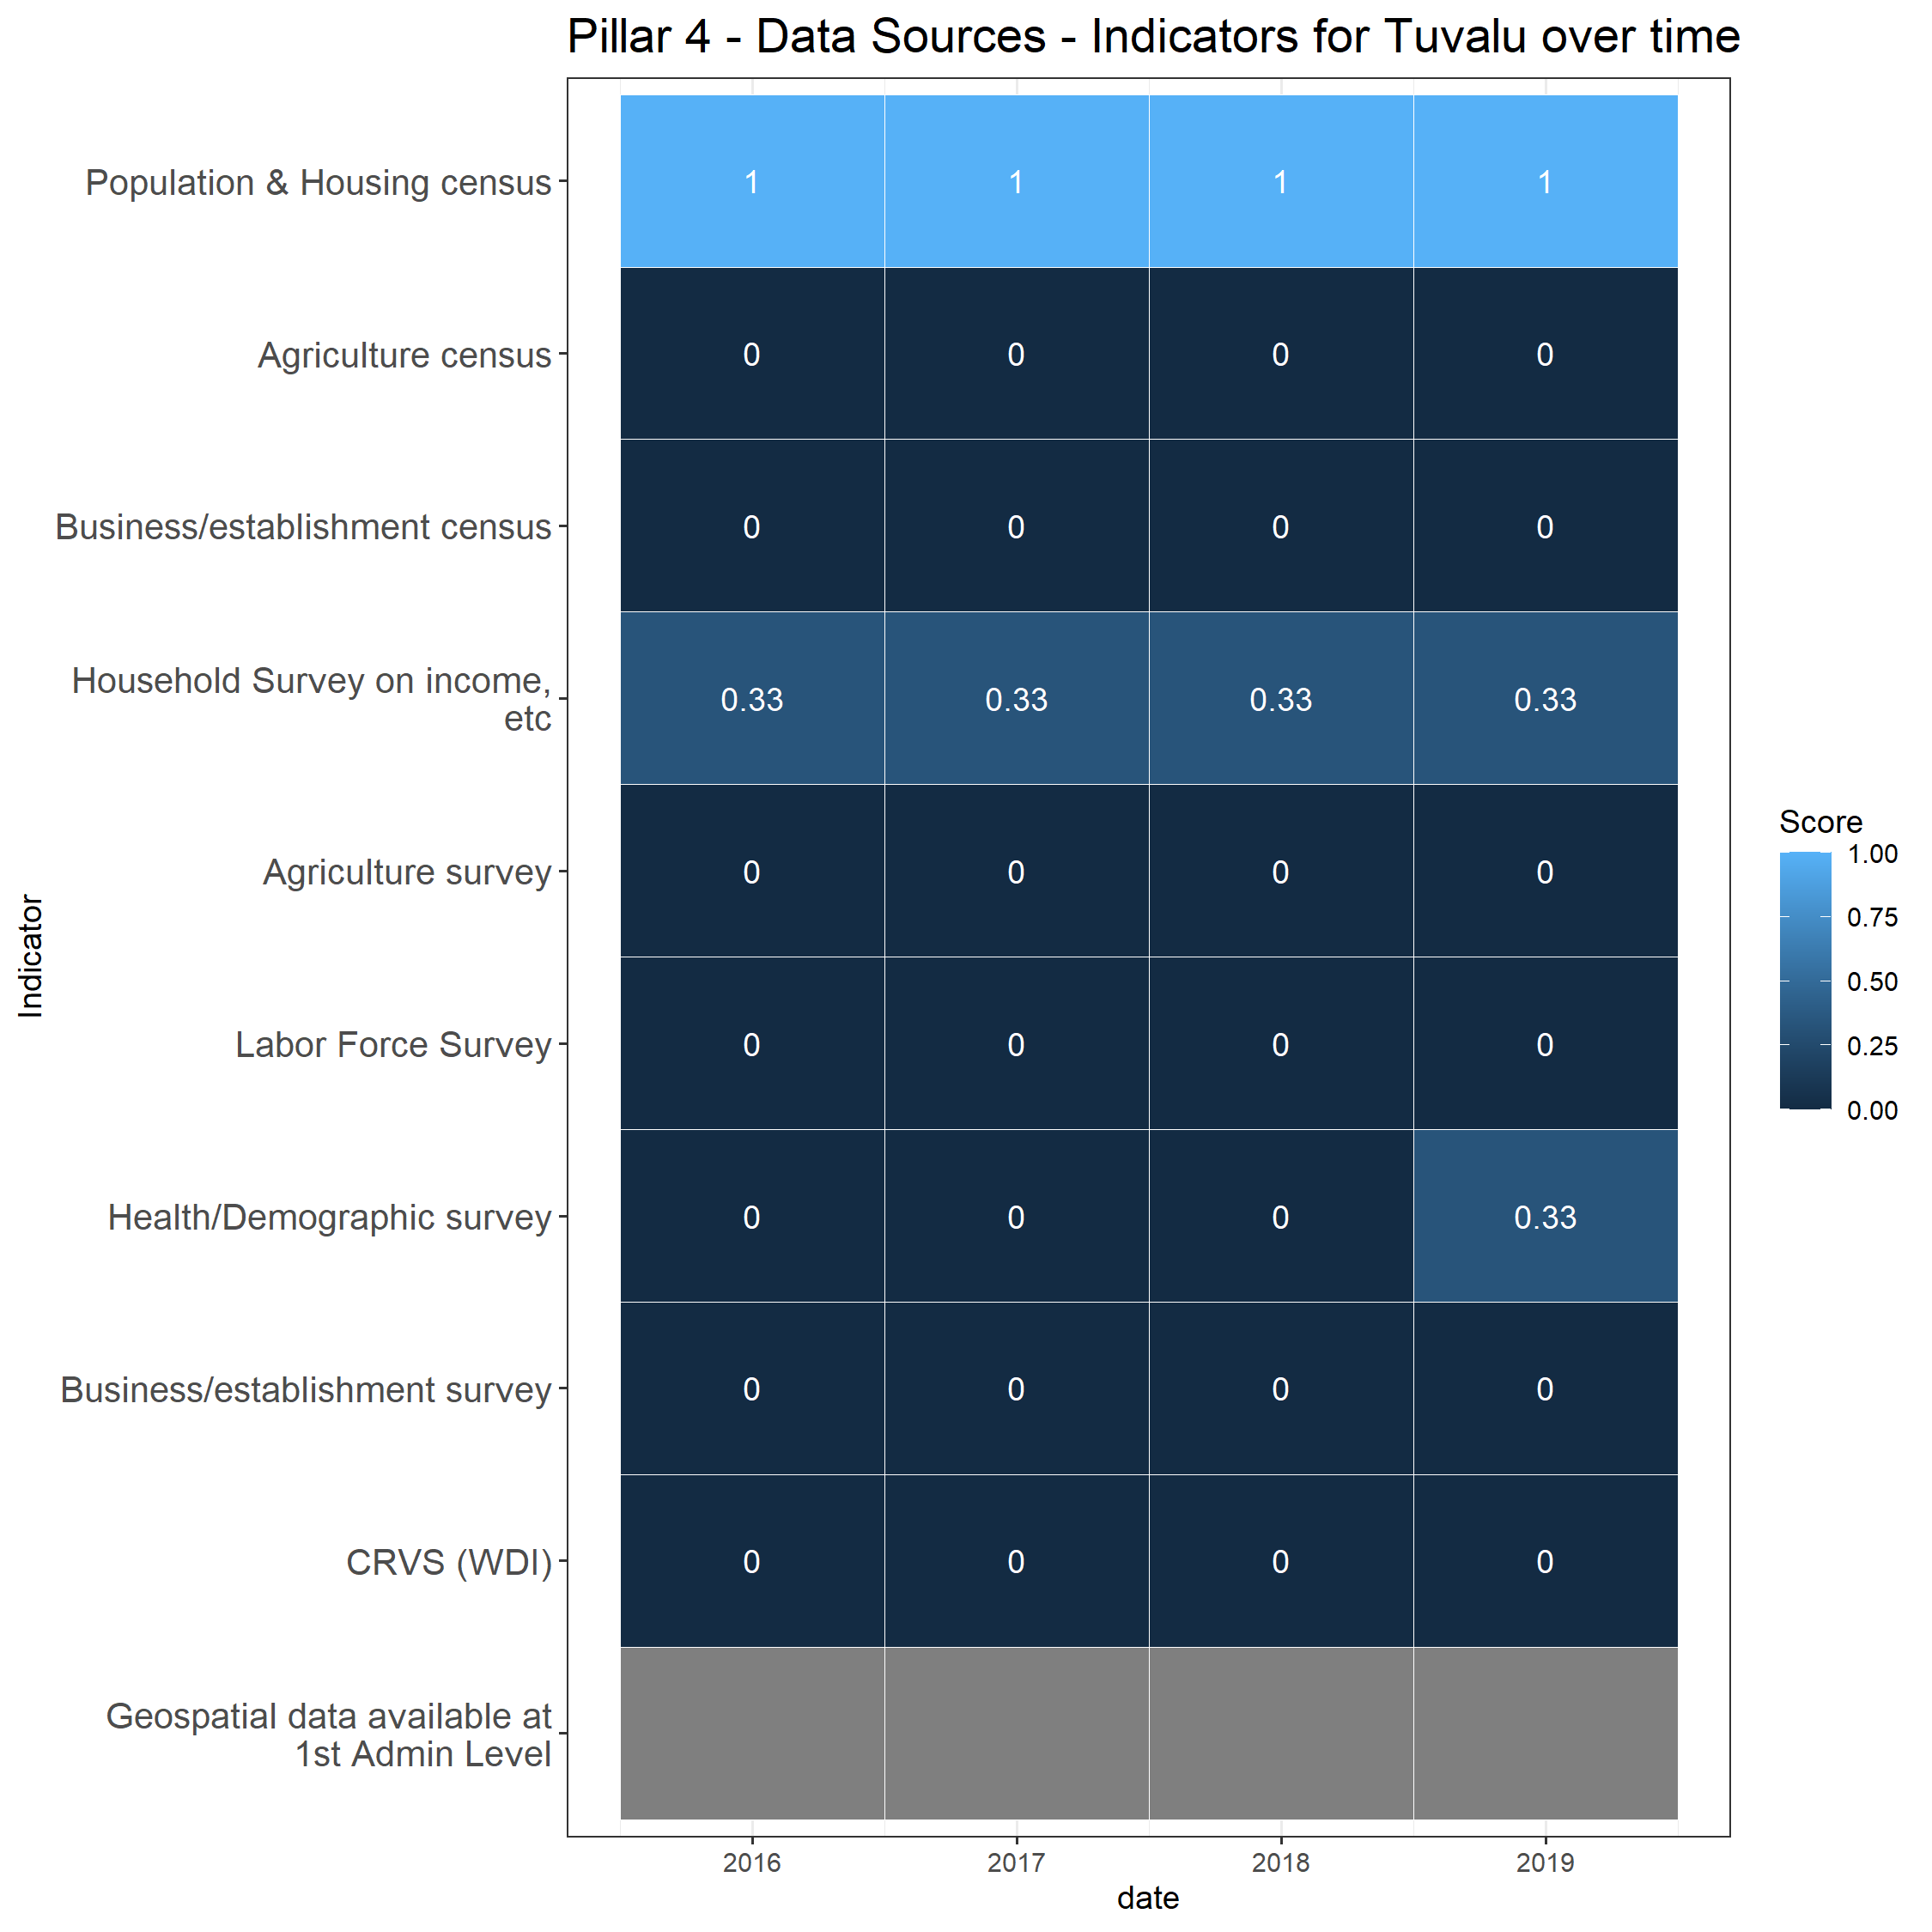 Pillar 4 - Data Sources - Indicators for Tuvalu over time
Population & Housing census
1 1 1 1
Agriculture census
0 0 0 0
Business/establishment census
0 0 0 0
Household Survey on income,
etc
0.33 0.33 0.33 0.33
Agriculture survey
0 0 0 0
Labor Force Survey
0 0 0 0
Health/Demographic survey
0 0 0 0.33
Business/establishment survey
0 0 0 0
CRVS (WDI)
0 0 0 0
Geospatial data available at
1st Admin Level
2016 2017 2018 2019
date
Indicator
Score
1.00
0.75
0.50
0.25
0.00